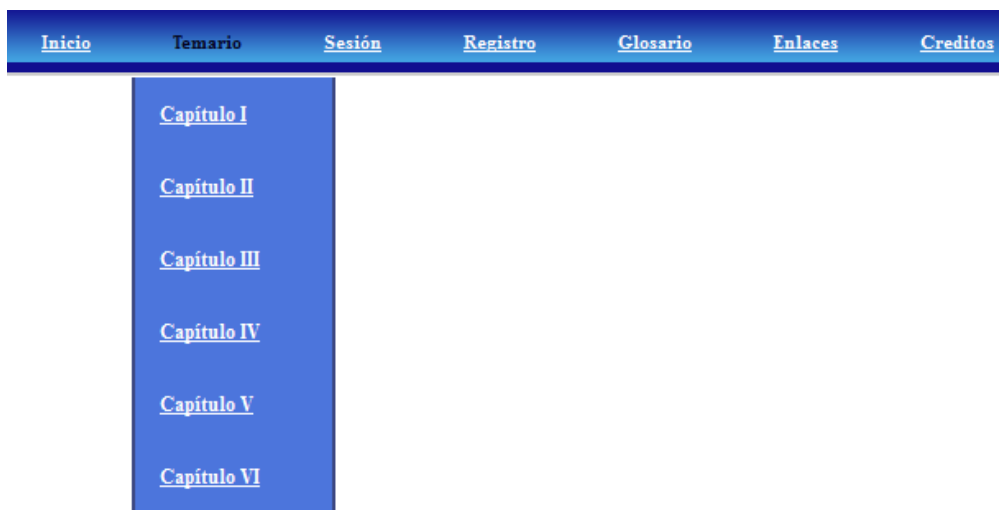 Inicio Temario Sesión Registro Glosario Enlaces Creditos
Capítulo I
Capítulo II
Capítulo III
Capítulo IV
Capítulo V
Capítulo VI